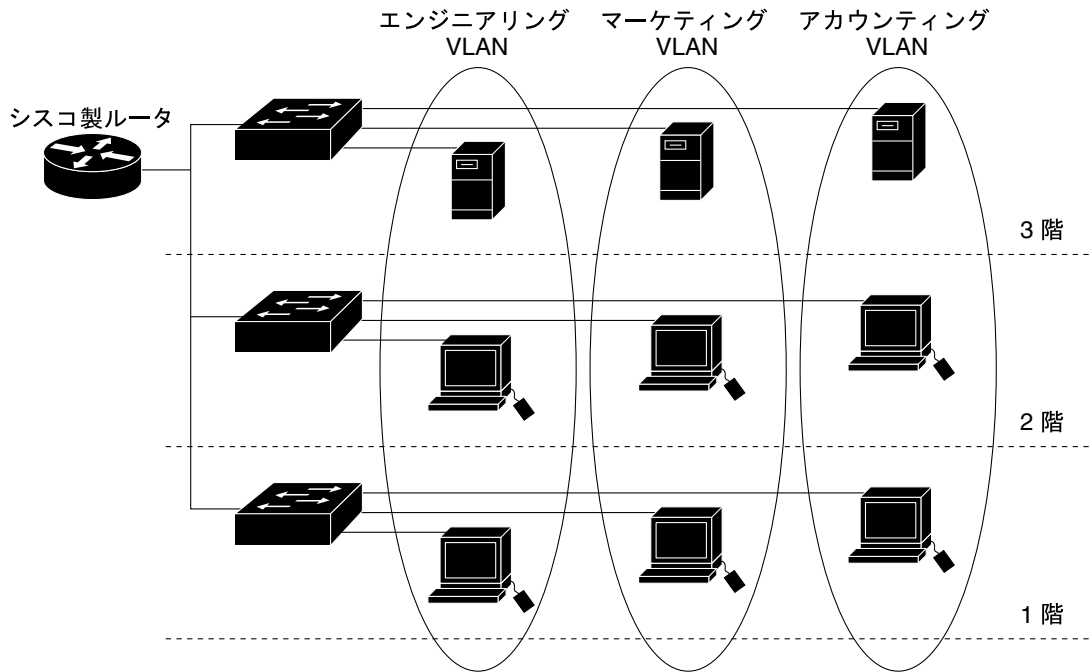 エンジニアリング
VLAN
マーケティング
VLAN
アカウンティング
VLAN
シスコ製ルータ
3 階
2 階
1 階